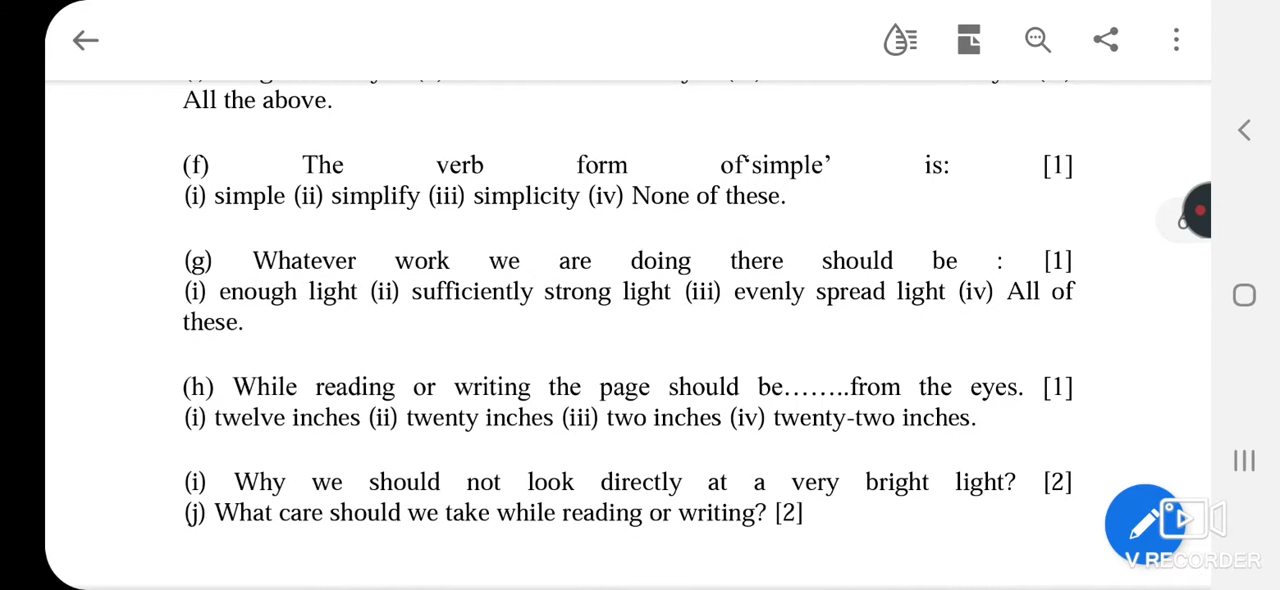 All the above.
(f) The verb form of‘simple’ is: [1]
(i) simple (ii) simplify (iii) simplicity (iv) None of these.
(g) Whatever work we are doing there should be : [1]
(i) enough light (ii) sufficiently strong light (iii) evenly spread light (iv) All of
these.
(h) While reading or writing the page should be……..from the eyes. [1]
(i) twelve inches (ii) twenty inches (iii) two inches (iv) twenty-two inches.
(i) Why we should not look directly at a very bright light? [2]
(j) What care should we take while reading or writing? [2]
V RECORDER